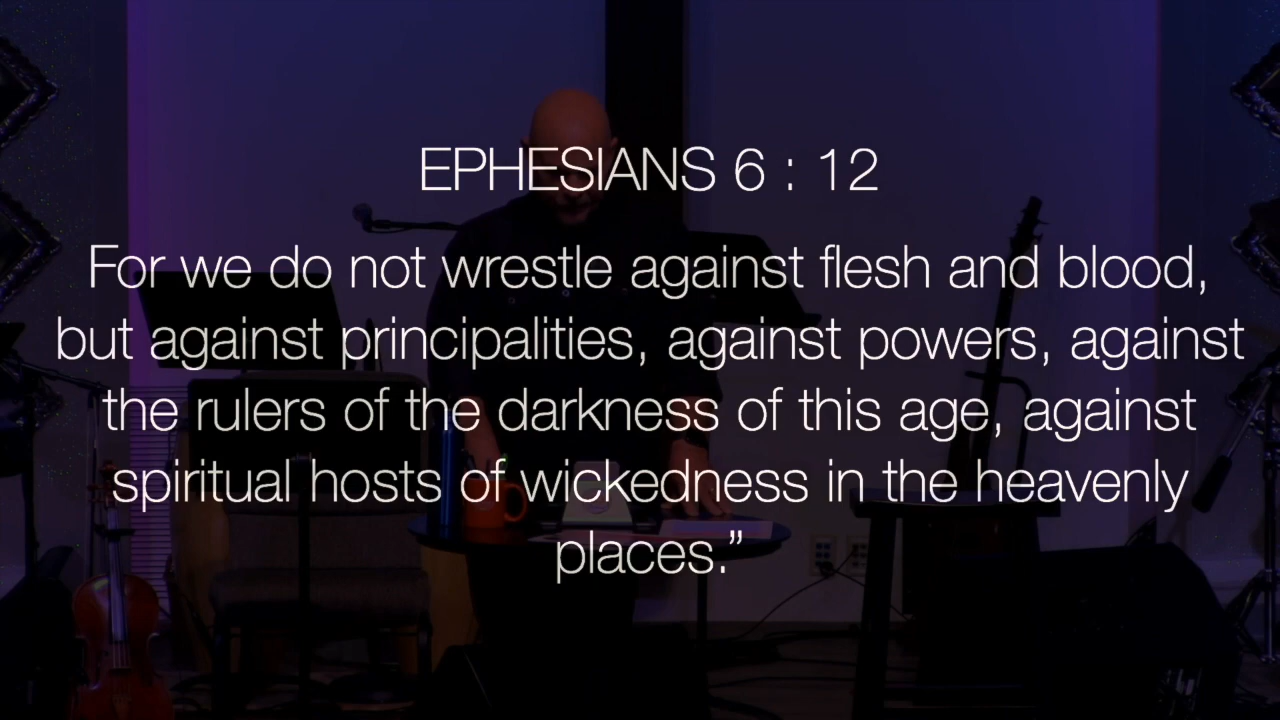 EPHESIANS 6 : 12
For we do not wrestle against flesh and blood,
but against principalities, against powers, against
the rulers of the darkness of this age, against
spiritual hosts of wickedness in the heavenly
places.”